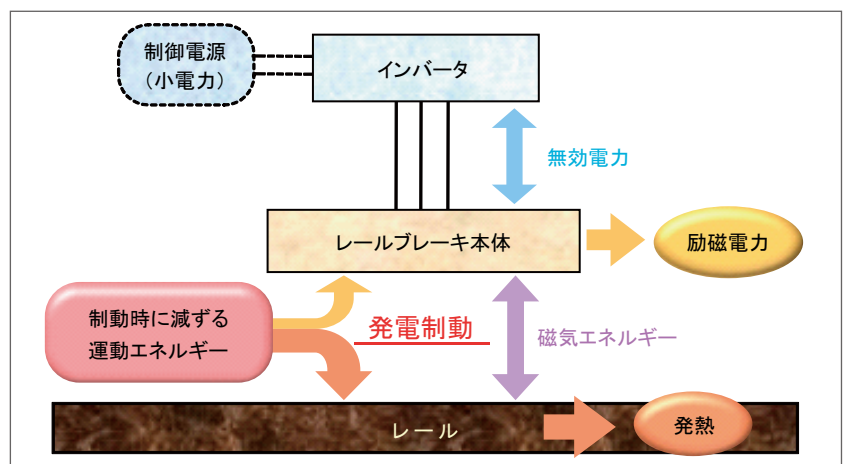 制御電源
（小電力）
インバータ
無効電力
レールブレーキ本体
励磁電力
制動時に減ずる
運動エネルギー
発電制動
磁気エネルギー
レール
発熱